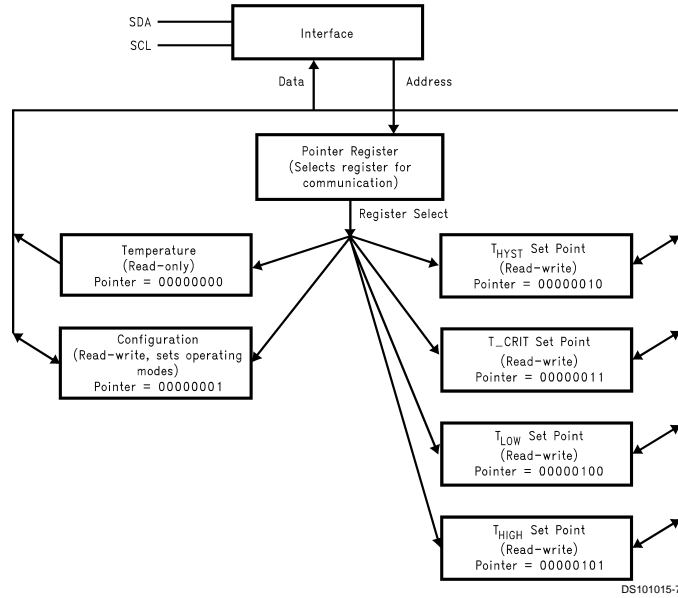 SDA
SCL
Interface
Data
Address
Pointer Register
(Selects register for
communication)
Register Select
Temperature
(Read-only)
Pointer = 00000000
Configuration
(Read-write, sets operating
modes)
Pointer = 00000001
THYST Set Point
(Read-write)
Pointer = 00000010
T_CRIT Set Point
(Read-write)
Pointer = 00000011
TLOW Set Point
(Read-write)
Pointer = 00000100
THIGH Set Point
(Read-write)
Pointer = 00000101
DS101015-7